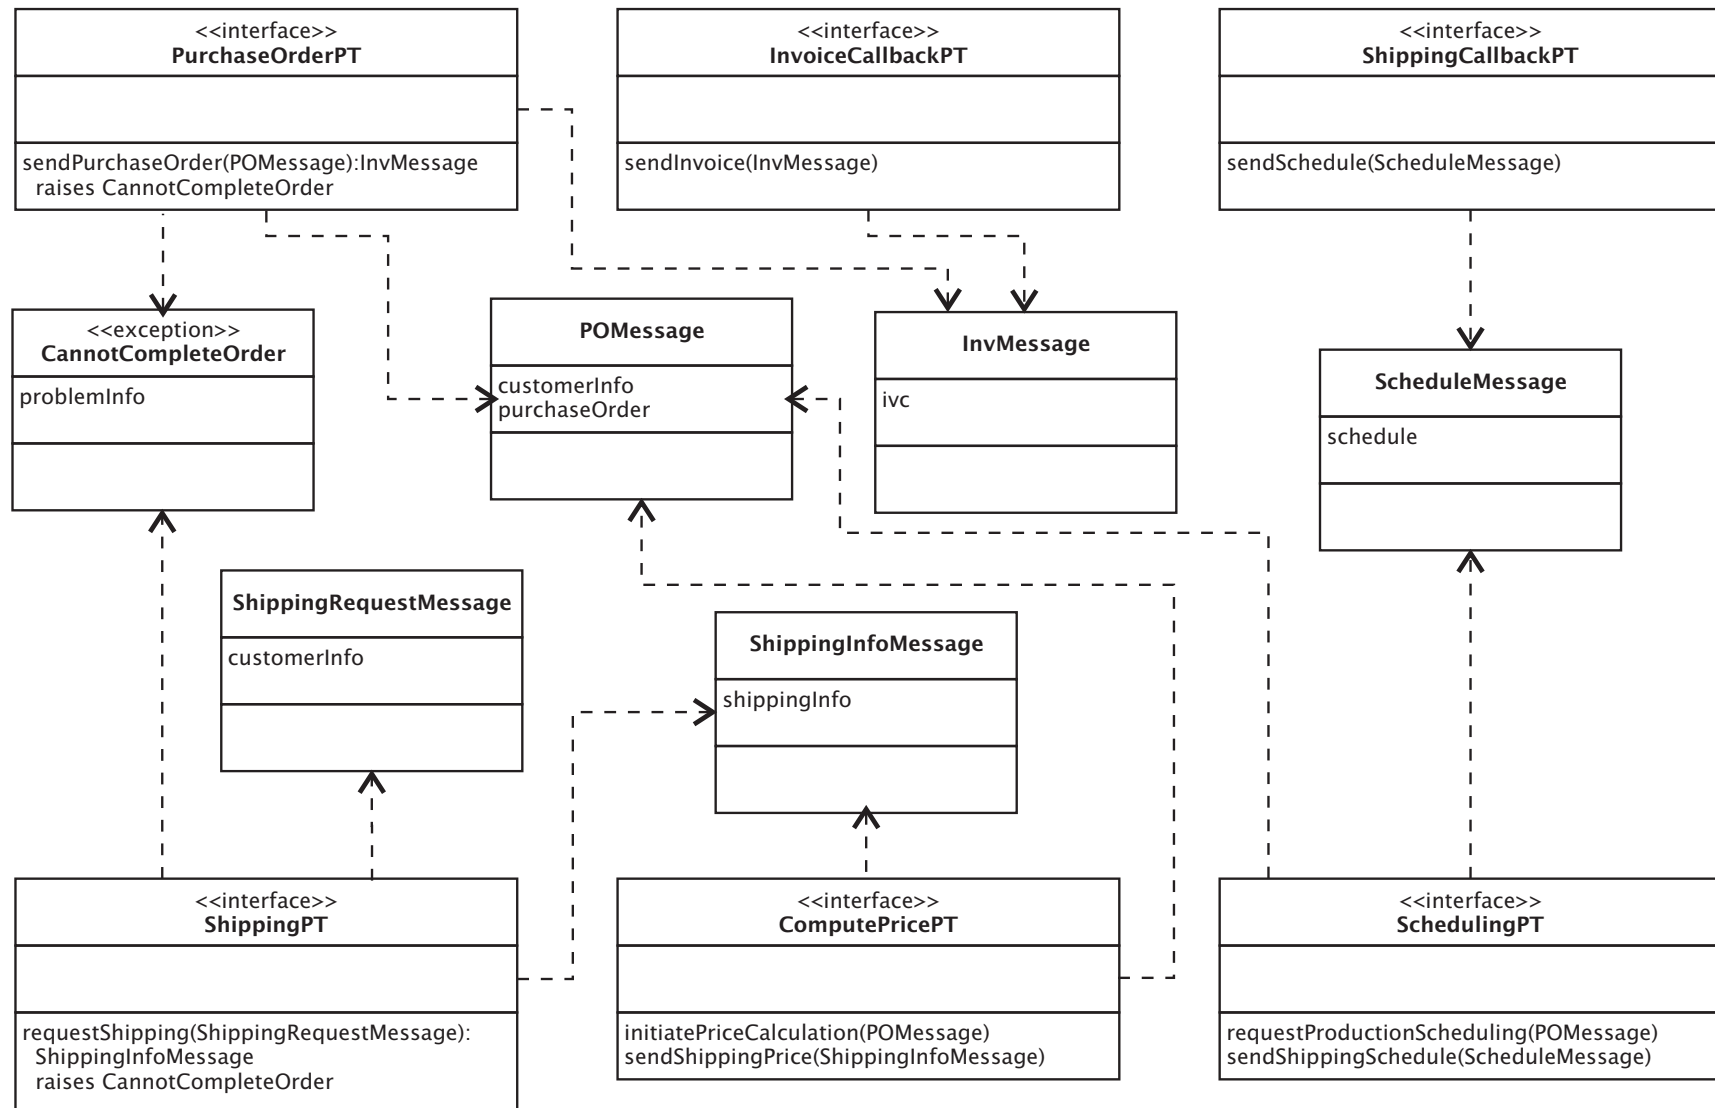 <<interface>>
PurchaseOrderPT
sendPurchaseOrder(POMessage):InvMessage
raises CannotCompleteOrder
<<interface>>
InvoiceCallbackPT
sendInvoice(InvMessage)
<<interface>>
ShippingCallbackPT
sendSchedule(ScheduleMessage)
<<exception>>
CannotCompleteOrder
problemInfo
POMessage
customerInfo
purchaseOrder
InvMessage
ivc
ScheduleMessage
schedule
ShippingRequestMessage
customerInfo
ShippingInfoMessage
shippingInfo
<<interface>>
ShippingPT
requestShipping(ShippingRequestMessage):
ShippingInfoMessage
raises CannotCompleteOrder
<<interface>>
ComputePricePT
initiatePriceCalculation(POMessage)
sendShippingPrice(ShippingInfoMessage)
<<interface>>
SchedulingPT
requestProductionScheduling(POMessage)
sendShippingSchedule(ScheduleMessage)